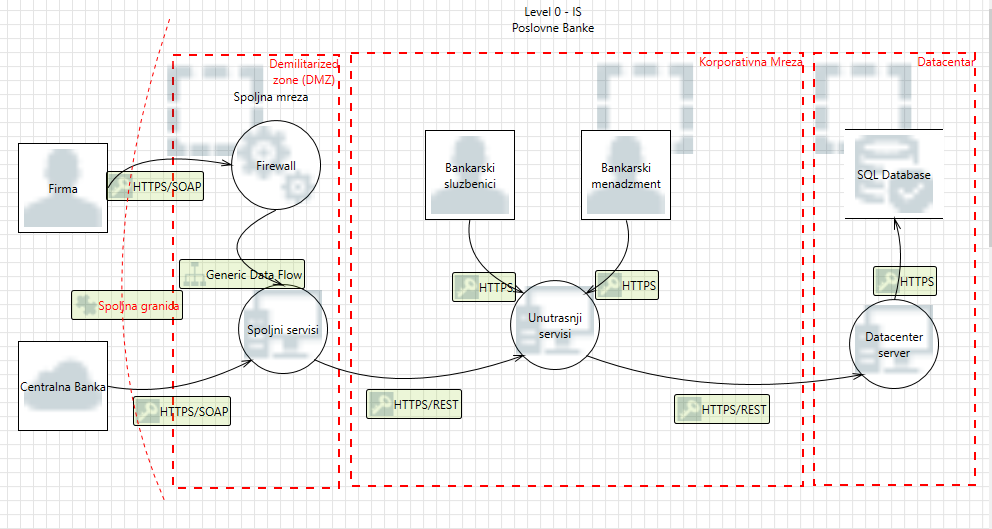 Level 0 - IS
Poslovne Banke
Demilitarized
zone (DMZ)
Spoljna mreza
Korporativna Mreza
Datacentar
Firma
HTTPS/SOAP
Firewall
Bankarski
sluzbenici
Bankarski
menadzment
SQL Database
Generic Data Flow
HTTPS
HTTPS
HTTPS
Spoljna granica
Spoljni servisi
Unutrasnji
servisi
Datacenter
server
Centralna Banka
HTTPS/SOAP
HTTPS/REST
HTTPS/REST